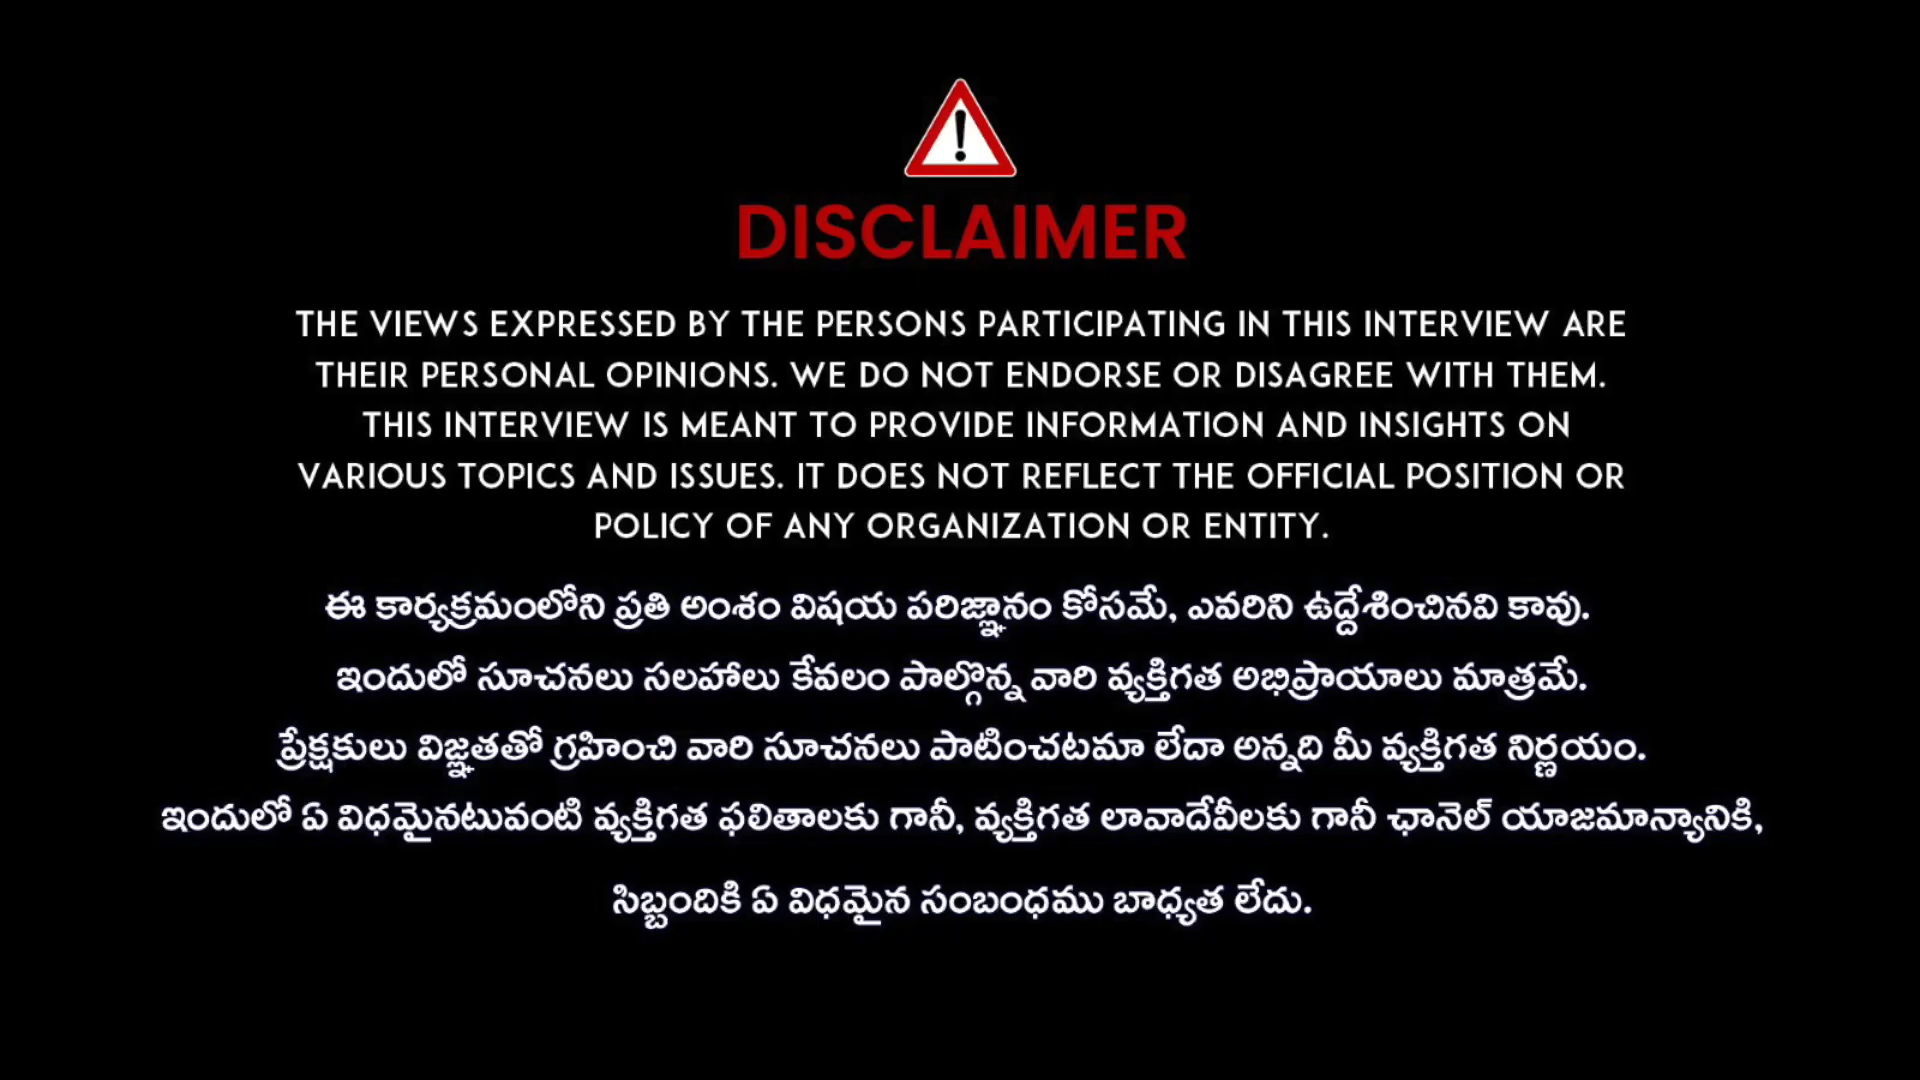 DISCLAIMER
THE VIEWS EXPRESSED BY THE PERSONS PARTICIPATING IN THIS INTERVIEW ARE
THEIR PERSONAL OPINIONS. WE DO NOT ENDORSE OR DISAGREE WITH THEM.
THIS INTERVIEW IS MEANT TO PROVIDE INFORMATION AND INSIGHTS ON
VARIOUS TOPICS AND ISSUES. IT DOES NOT REFLECT THE OFFICIAL POSITION OR
POLICY OF ANY ORGANIZATION OR ENTITY.
ఈ కార్యక్రమంలోని ప్రతి అంశం విషయ పరిజ్ఞానం కోసమే, ఎవరిని ఉద్దేశించినవి కావు.
ఇందులో సూచనలు సలహాలు కేవలం పాల్గొన్న వారి వ్యక్తిగత అభిప్రాయాలు మాత్రమే.
ప్రేక్షకులు విజ్ఞతతో గ్రహించి వారి సూచనలు పాటించటమా లేదా అన్నది మీ వ్యక్తిగత నిర్ణయం.
ఇందులో ఏ విధమైనటువంటి వ్యక్తిగత ఫలితాలకు గానీ, వ్యక్తిగత లావాదేవీలకు గానీ ఛానెల్ యాజమాన్యానికి,
సిబ్బందికి ఏ విధమైన సంబంధము బాధ్యత లేదు.